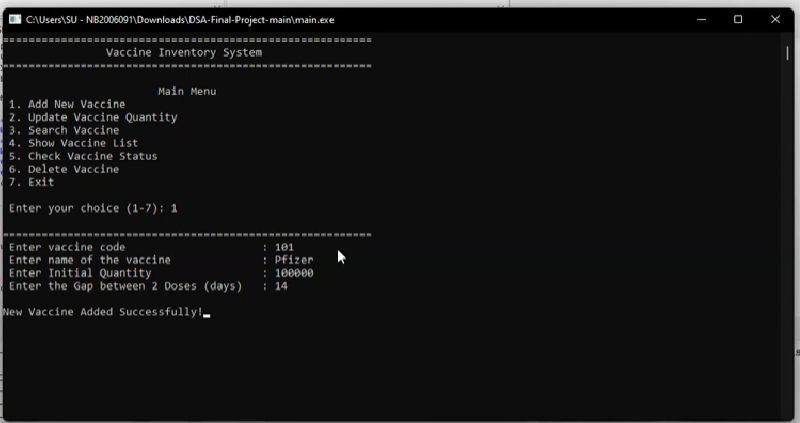 C:\Users\SU - NB2006091\Downloads\DSA-Final-Project-main\main.exe
=========================================================
Vaccine Inventory System
=========================================================
Main Menu
1. Add New Vaccine
2. Update Vaccine Quantity
3. Search Vaccine
4. Show Vaccine List
5. Check Vaccine Status
6. Delete Vaccine
7. Exit
Enter your choice (1-7): 1
=========================================================
Enter vaccine code : 101
Enter name of the vaccine : Pfizer
Enter Initial Quantity : 100000
Enter the Gap between 2 Doses (days) : 14
New Vaccine Added Successfully!